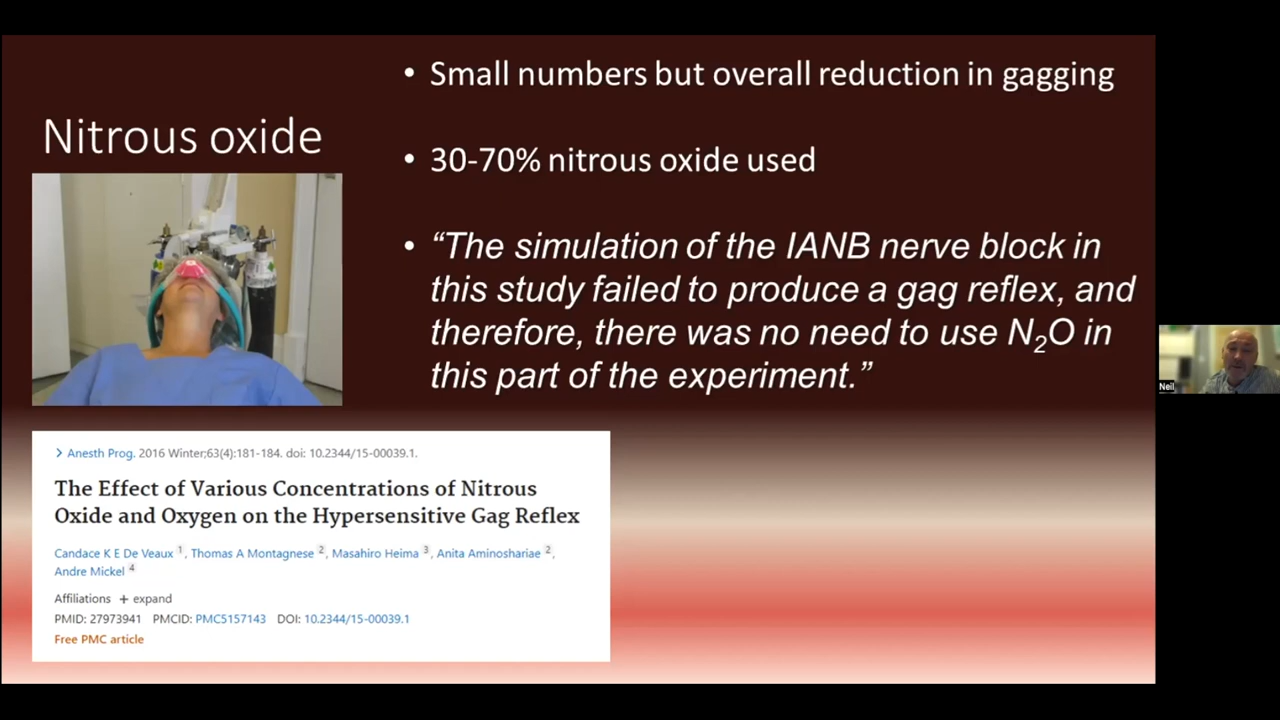 Nitrous oxide
• Small numbers but overall reduction in gagging
• 30-70% nitrous oxide used
• “The simulation of the IANB nerve block in
this study failed to produce a gag reflex, and
therefore, there was no need to use N₂O in
this part of the experiment.”
> Anesth Prog. 2016 Winter;63(4):181-184. doi: 10.2344/15-00039.1.
The Effect of Various Concentrations of Nitrous
Oxide and Oxygen on the Hypersensitive Gag Reflex
Candace K E De Veaux 1, Thomas A Montagnese 2, Masahiro Heima 3, Anita Aminoshariae 2,
Andre Mickel 4
Affiliations + expand
PMID: 27973941 PMCID: PMC5157143 DOI: 10.2344/15-00039.1
Free PMC article
Neil